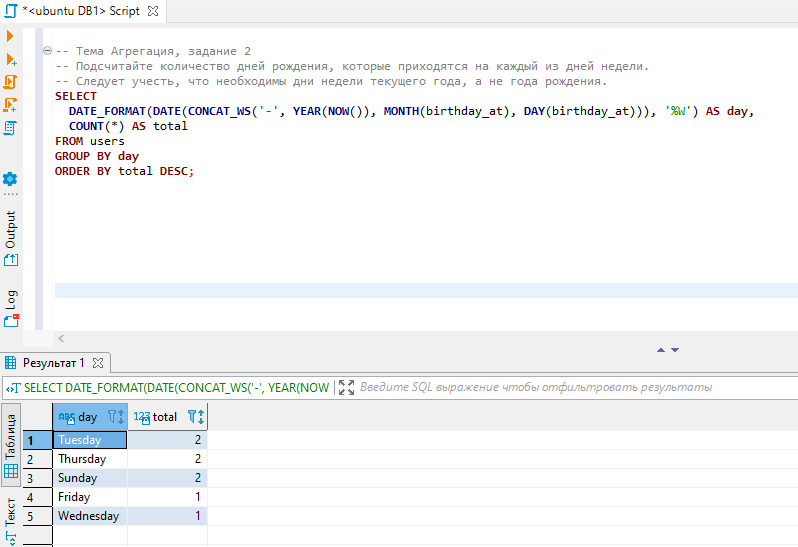 *<ubuntu DB1> Script
-- Тема Агрегация, задание 2
-- Подсчитайте количество дней рождения, которые приходятся на каждый из дней недели.
-- Следует учесть, что необходимы дни недели текущего года, а не года рождения.
SELECT
DATE_FORMAT(DATE(CONCAT_WS('-', YEAR(NOW()), MONTH(birthday_at), DAY(birthday_at))), '%W') AS day,
COUNT(*) AS total
FROM users
GROUP BY day
ORDER BY total DESC;
Output
Log
Результат 1
SELECT DATE_FORMAT(DATE(CONCAT_WS('-', YEAR(NOW
Введите SQL выражение чтобы отфильтровать результаты
Таблица
Текст
ABC day 123 total
1 Tuesday 2
2 Thursday 2
3 Sunday 2
4 Friday 1
5 Wednesday 1